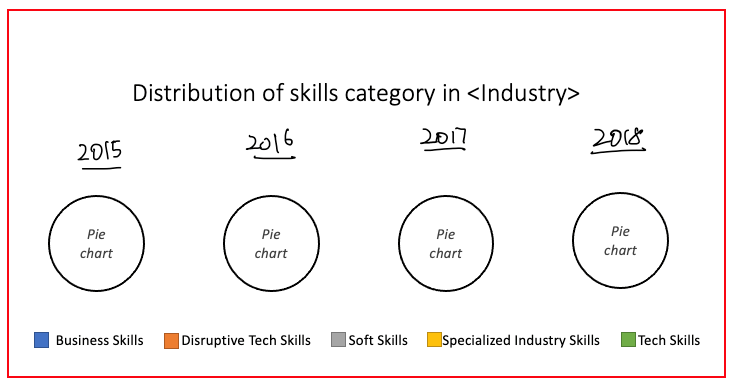 Distribution of skills category in <Industry>
2015 2016 2017 2018
Pie chart Pie chart Pie chart Pie chart
Business Skills Disruptive Tech Skills Soft Skills Specialized Industry Skills Tech Skills